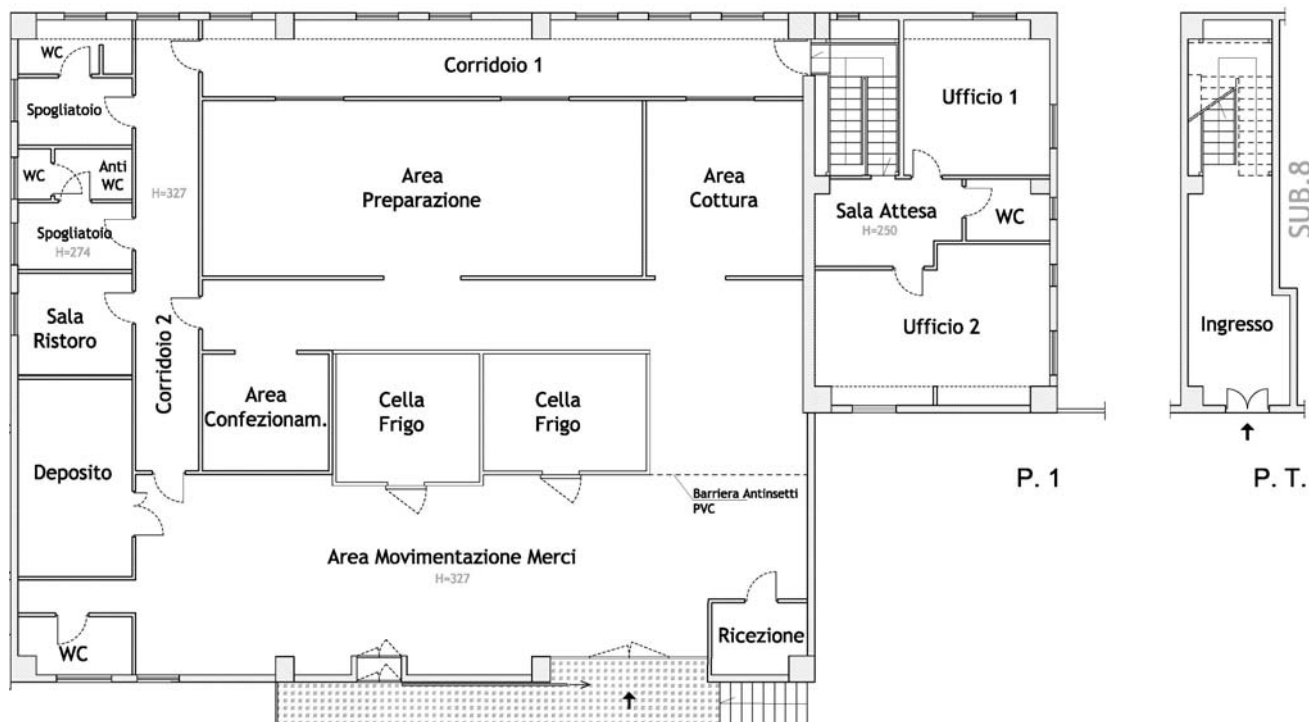 WC
Corridoio 1
Spogliatoio
Ufficio 1
WC
Anti
WC
H=327
Area
Preparazione
Area
Cottura
SUB.8
Spogliatoio
H=274
Sala Attesa
H=250
WC
Sala
Ristoro
Corridoio 2
Ufficio 2
Ingresso
Area
Confezionam.
Cella
Frigo
Cella
Frigo
Deposito
Barriera Antinsetti
PVC
P. 1
P. T.
Area Movimentazione Merci
H=327
WC
Ricezione